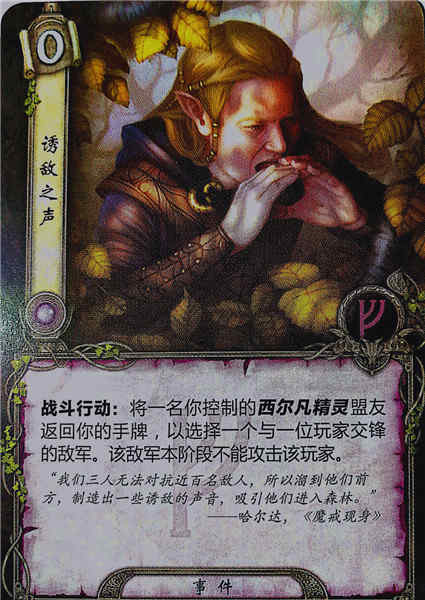 0
诱敌之声
战斗行动：将一名你控制的西尔凡精灵盟友
返回你的手牌，以选择一个与一位玩家交锋
的敌军。该敌军本阶段不能攻击该玩家。
“我们三人无法对抗近百名敌人，所以溜到他们前
方，制造出一些诱敌的声音，吸引他们进入森林。”
——哈尔达，《魔戒现身》
事件